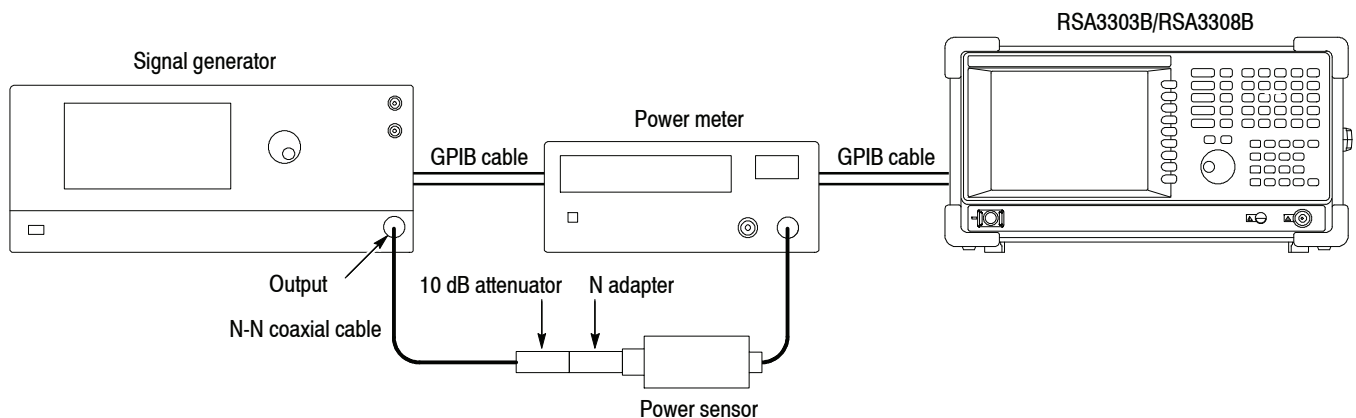 RSA3303B/RSA3308B
Signal generator
Power meter
GPIB cable
GPIB cable
Output
10 dB attenuator
N adapter
N-N coaxial cable
Power sensor